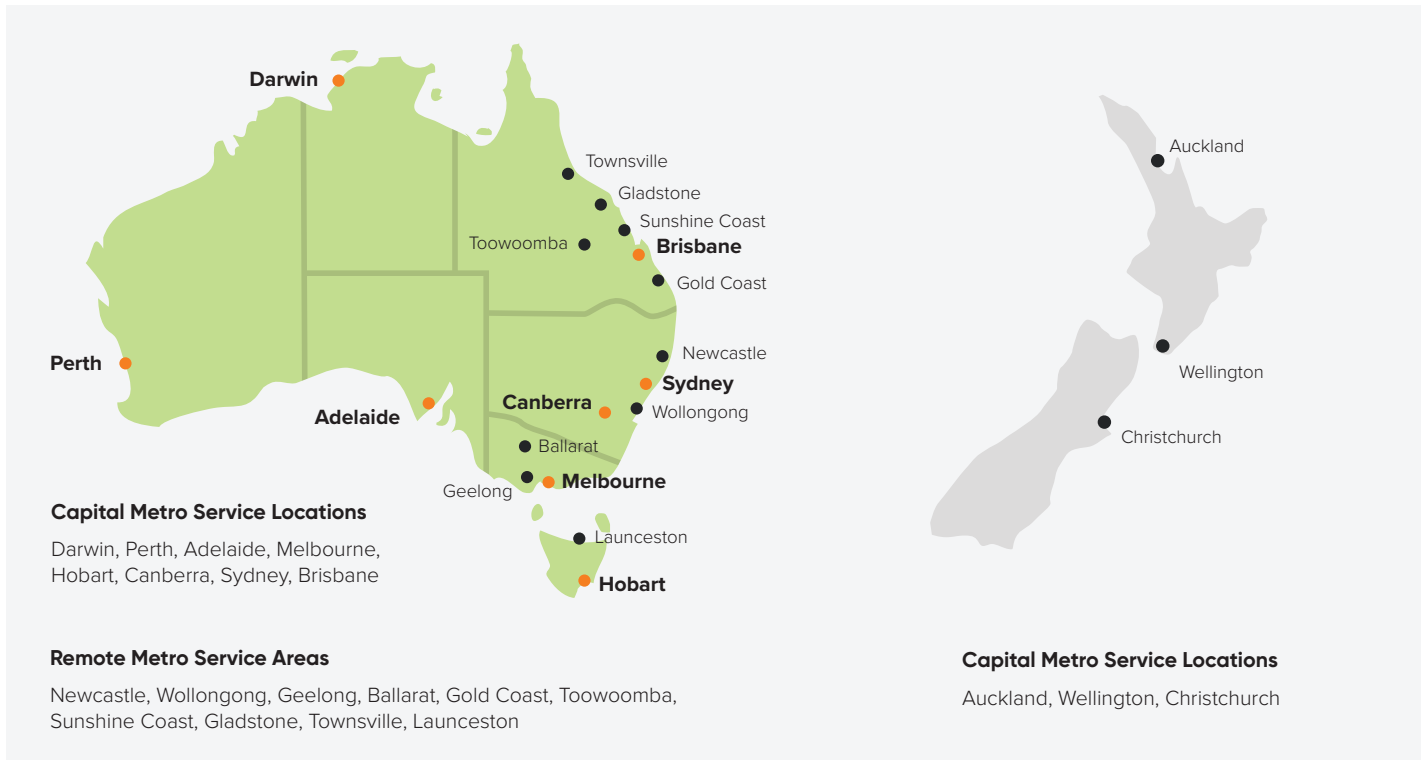 Darwin
Townsville
Gladstone
Sunshine Coast
Toowoomba
Brisbane
Gold Coast
Perth
Newcastle
Sydney
Adelaide
Canberra
Wollongong
Ballarat
Geelong
Melbourne
Launceston
Hobart
Capital Metro Service Locations
Darwin, Perth, Adelaide, Melbourne,
Hobart, Canberra, Sydney, Brisbane
Remote Metro Service Areas
Newcastle, Wollongong, Geelong, Ballarat, Gold Coast, Toowoomba,
Sunshine Coast, Gladstone, Townsville, Launceston
Auckland
Wellington
Christchurch
Capital Metro Service Locations
Auckland, Wellington, Christchurch